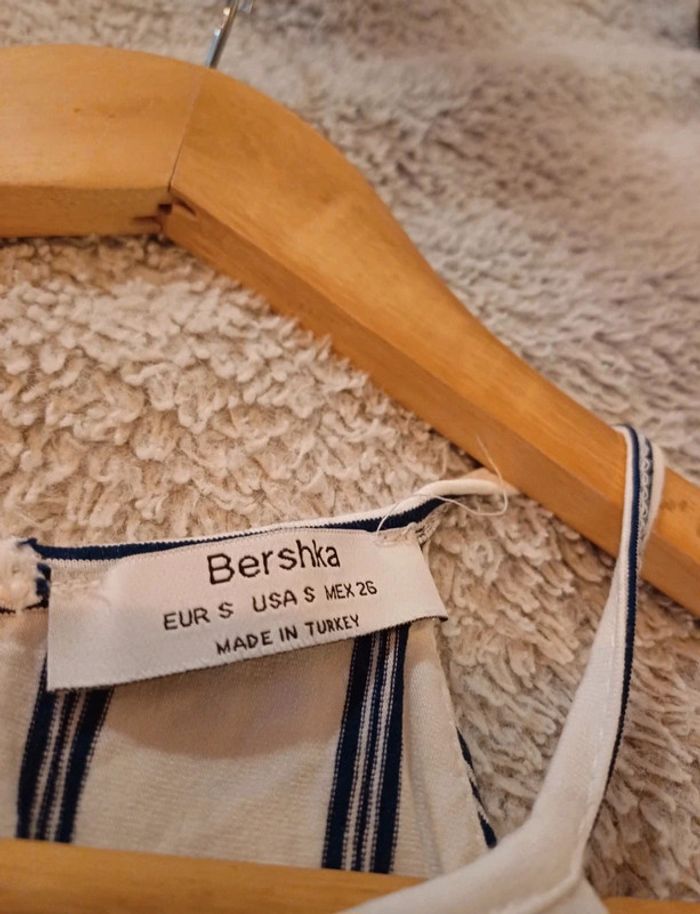 Bershka
EUR S USA S MEX 26
MADE IN TURKEY